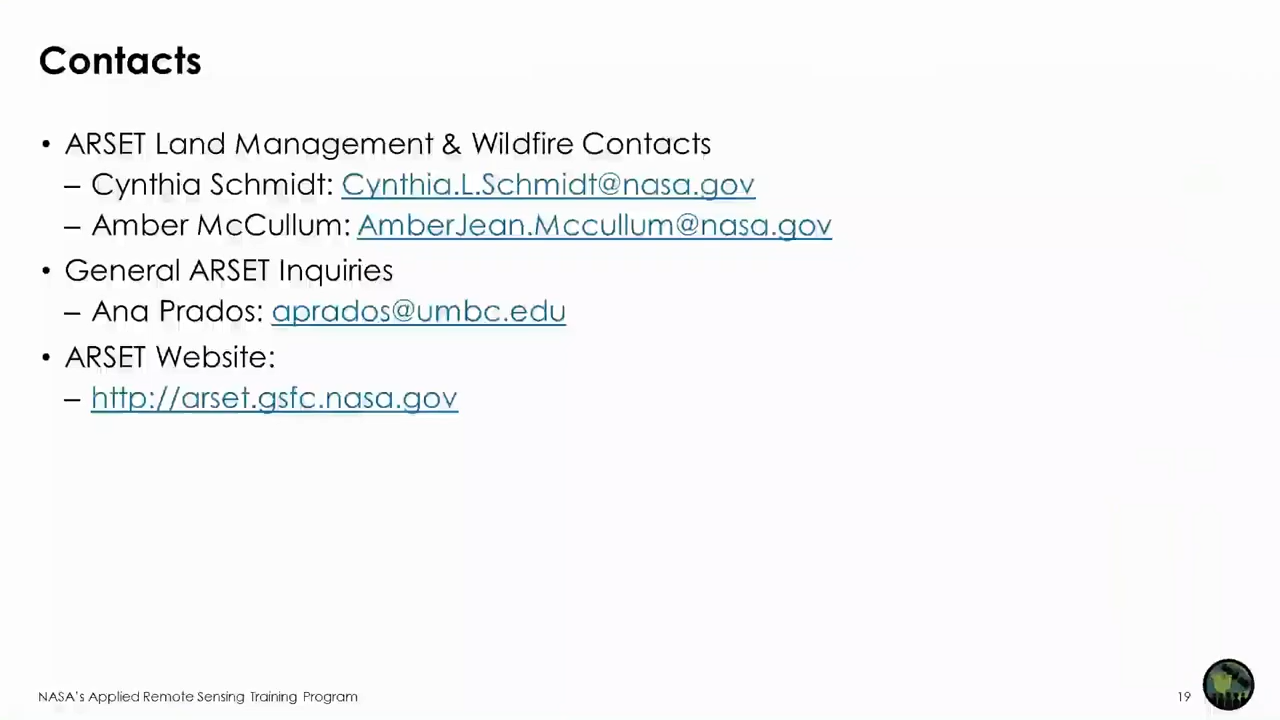 Contacts
• ARSET Land Management & Wildfire Contacts
– Cynthia Schmidt: Cynthia.L.Schmidt@nasa.gov
– Amber McCullum: AmberJean.Mccullum@nasa.gov
• General ARSET Inquiries
– Ana Prados: aprados@umbc.edu
• ARSET Website:
– http://arset.gsfc.nasa.gov
NASA's Applied Remote Sensing Training Program
19